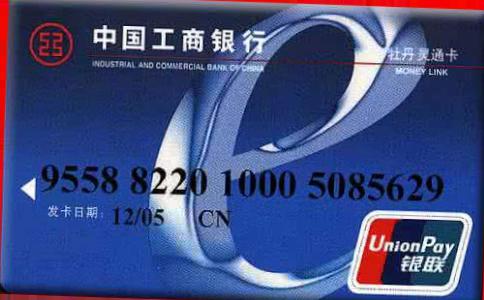 中国工商银行
INDUSTRIAL AND COMMERCIAL BANK OF CHINA
牡丹灵通卡
MONEY LINK
9558 8220 1000 5085629
发卡日期: 12/05 CN
UnionPay
银联